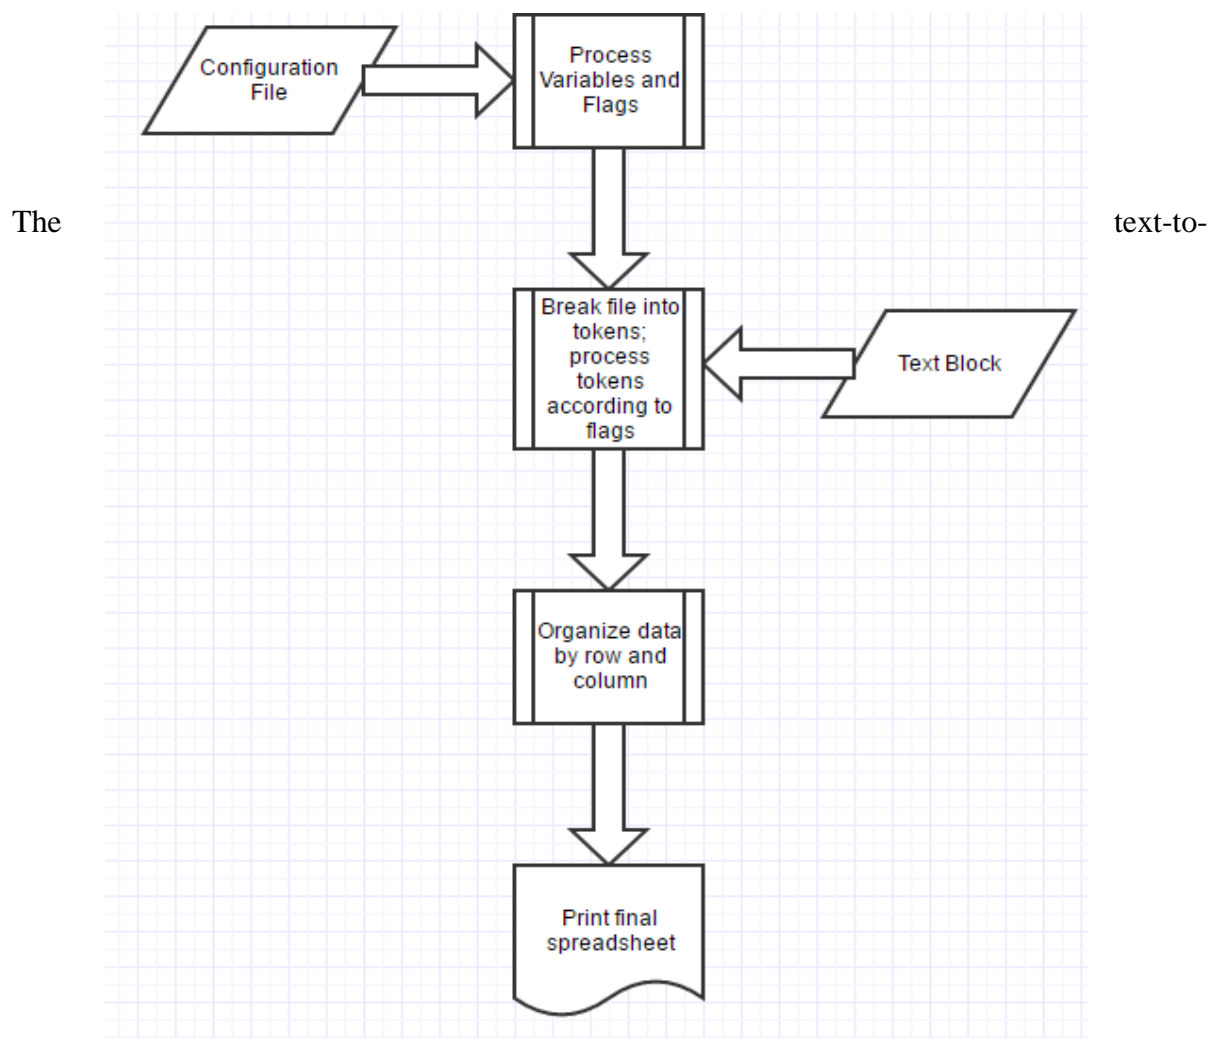 Configuration
File
Process
Variables and
Flags
The
text-to-
Break file into
tokens;
process
tokens
according to
flags
Text Block
Organize data
by row and
column
Print final
spreadsheet